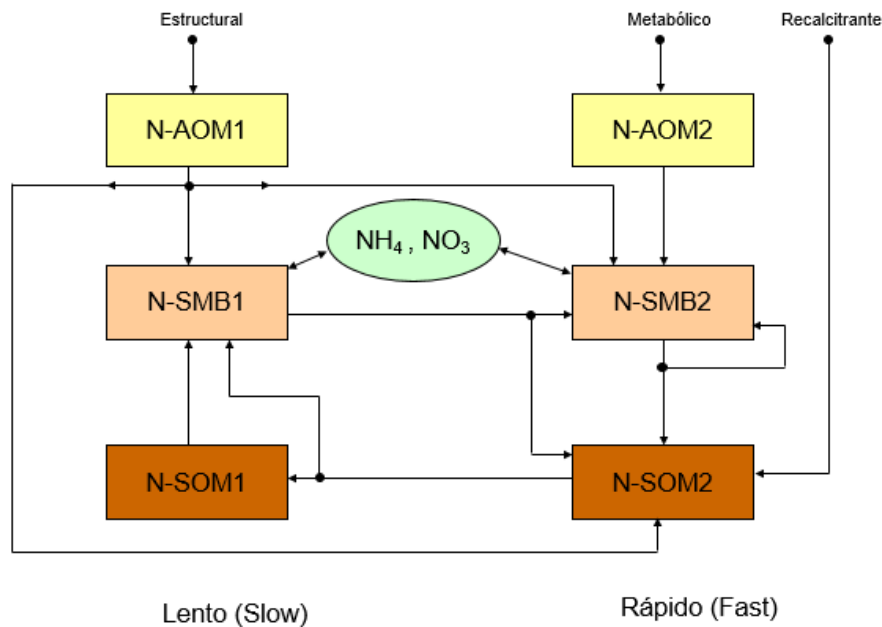 Estructural
Metabólico
Recalcitrante
N-AOM1
N-AOM2
NH₄ , NO₃
N-SMB1
N-SMB2
N-SOM1
N-SOM2
Lento (Slow)
Rápido (Fast)